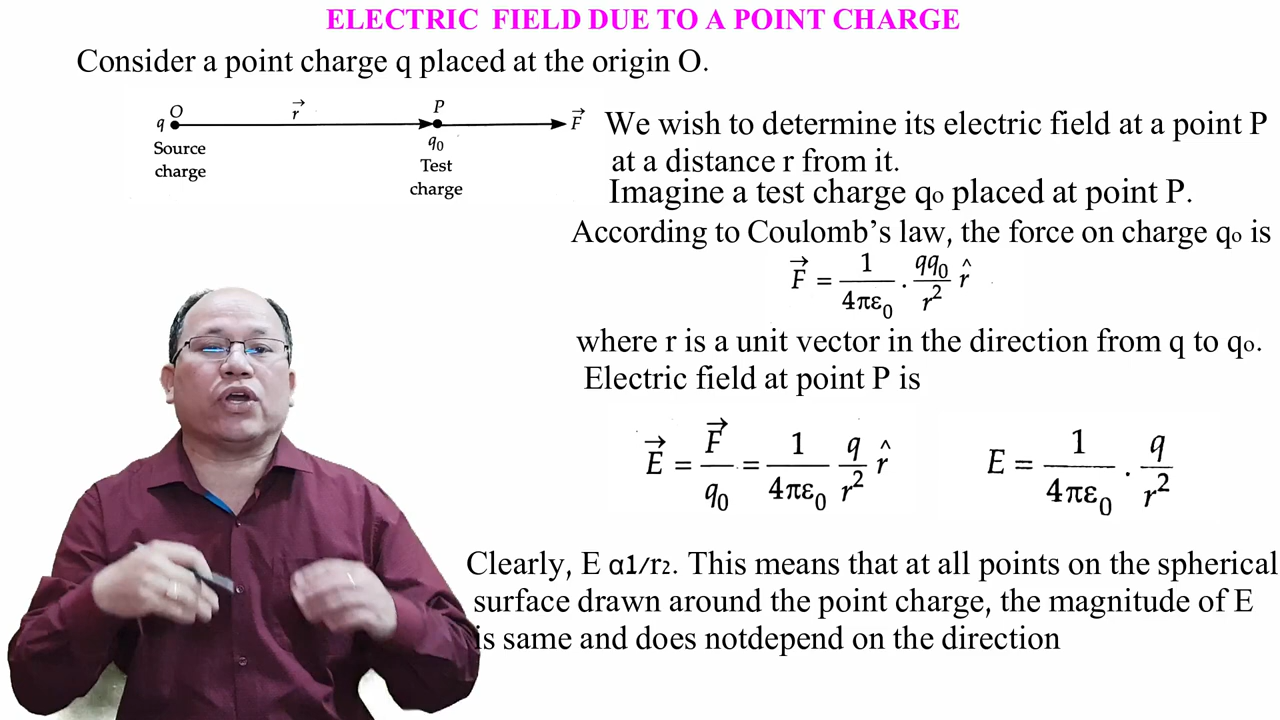 ELECTRIC FIELD DUE TO A POINT CHARGE
Consider a point charge q placed at the origin O.
O
q
Source
charge
r⃗
P
q₀
Test
charge
F⃗
We wish to determine its electric field at a point P
at a distance r from it.
Imagine a test charge qo placed at point P.
According to Coulomb’s law, the force on charge qo is
F⃗ = 1/4πε₀ . qq₀/r² r̂
where r is a unit vector in the direction from q to qo.
Electric field at point P is
E⃗ = F⃗/q₀ = 1/4πε₀ q/r² r̂
E = 1/4πε₀ . q/r²
Clearly, E α1/r2. This means that at all points on the spherical
surface drawn around the point charge, the magnitude of E
is same and does notdepend on the direction